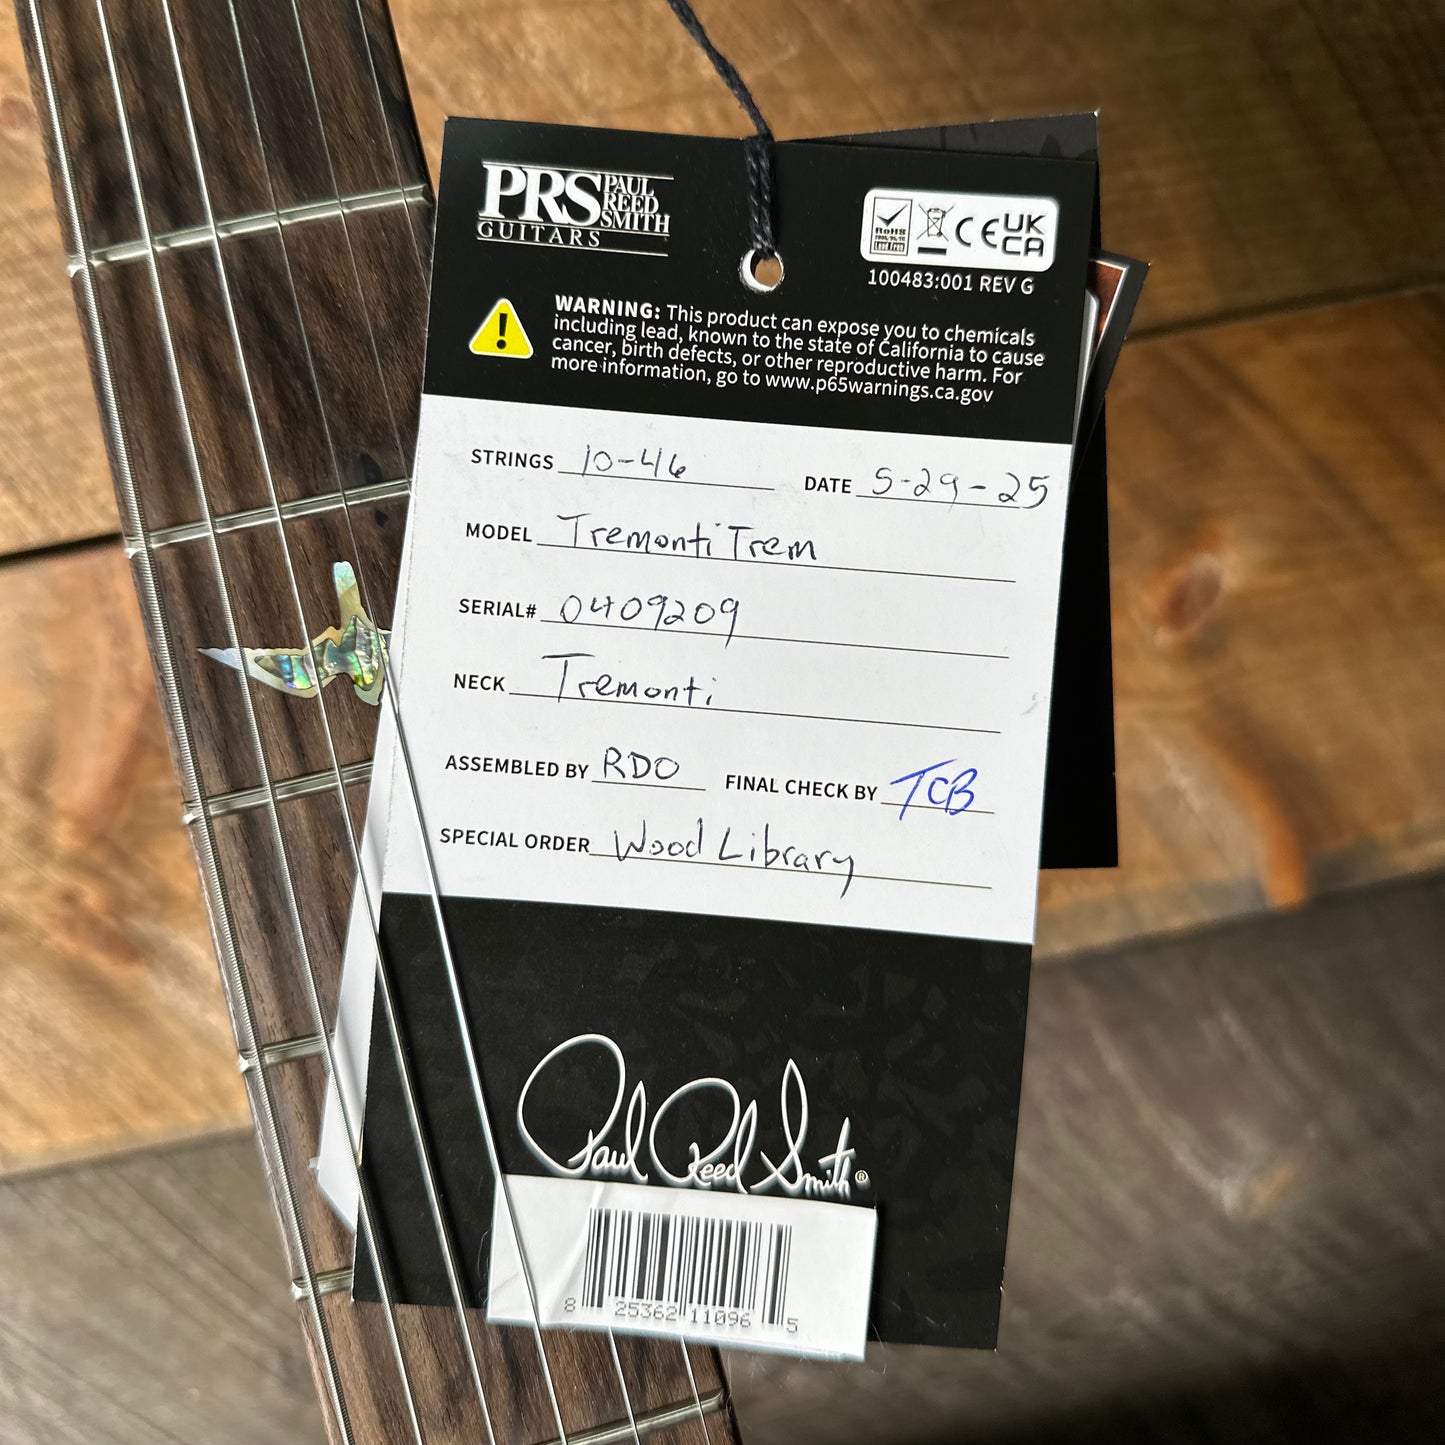 PRS PAUL
REED
SMITH
GUITARS
RoHS
Lead Free
CE UK
CA
100483:001 REV G
WARNING: This product can expose you to chemicals
including lead, known to the state of California to cause
cancer, birth defects, or other reproductive harm. For
more information, go to www.p65warnings.ca.gov
STRINGS 10-46 DATE 5-29-25
MODEL Tremonti Trem
SERIAL# 0409209
NECK Tremonti
ASSEMBLED BY RDO FINAL CHECK BY TCB
SPECIAL ORDER Wood Library
Paul Reed Smith®
8 25362 11096 5